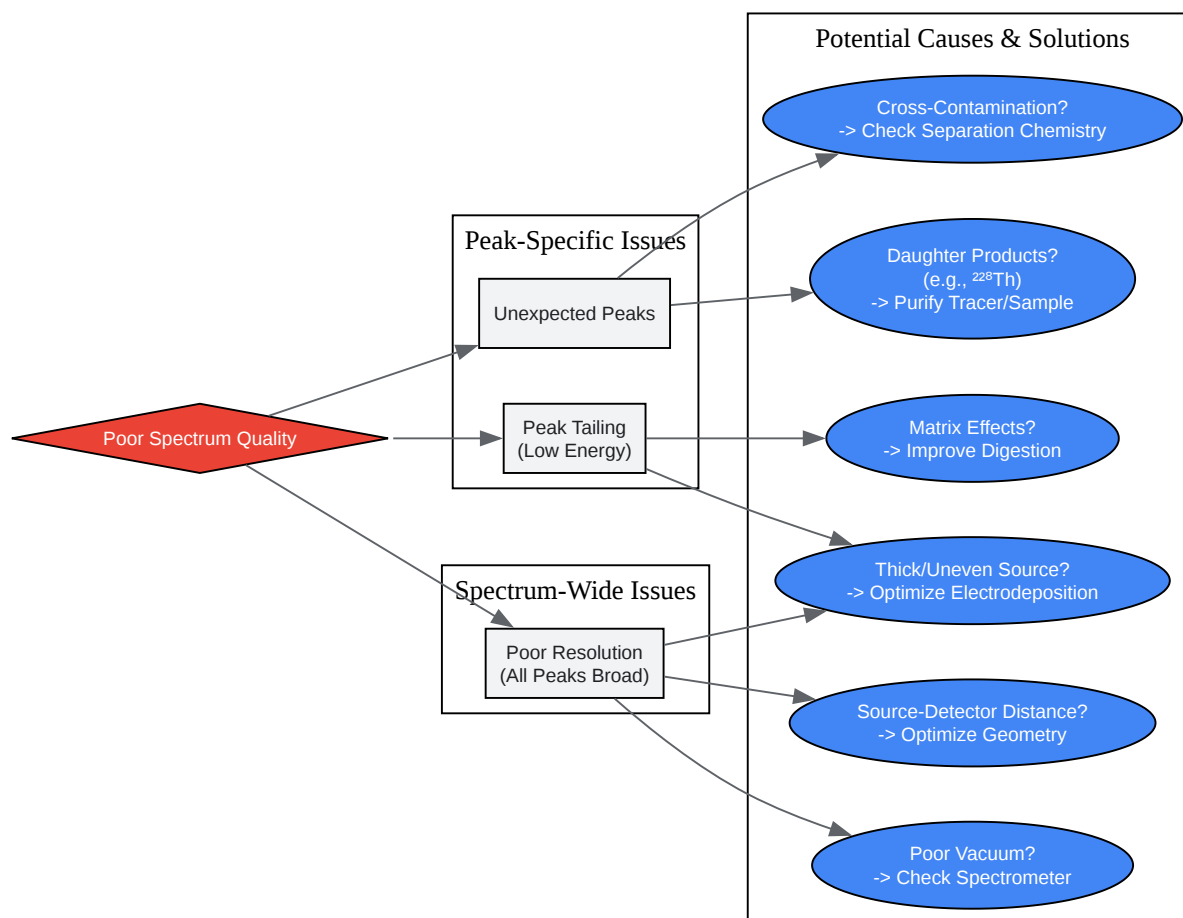 Potential Causes & Solutions
Cross-Contamination?
-> Check Separation Chemistry
Peak-Specific Issues
Daughter Products?
(e.g., ²²⁸Th)
-> Purify Tracer/Sample
Unexpected Peaks
Poor Spectrum Quality
Peak Tailing
(Low Energy)
Matrix Effects?
-> Improve Digestion
Spectrum-Wide Issues
Thick/Uneven Source?
-> Optimize Electrodeposition
Poor Resolution
(All Peaks Broad)
Source-Detector Distance?
-> Optimize Geometry
Poor Vacuum?
-> Check Spectrometer